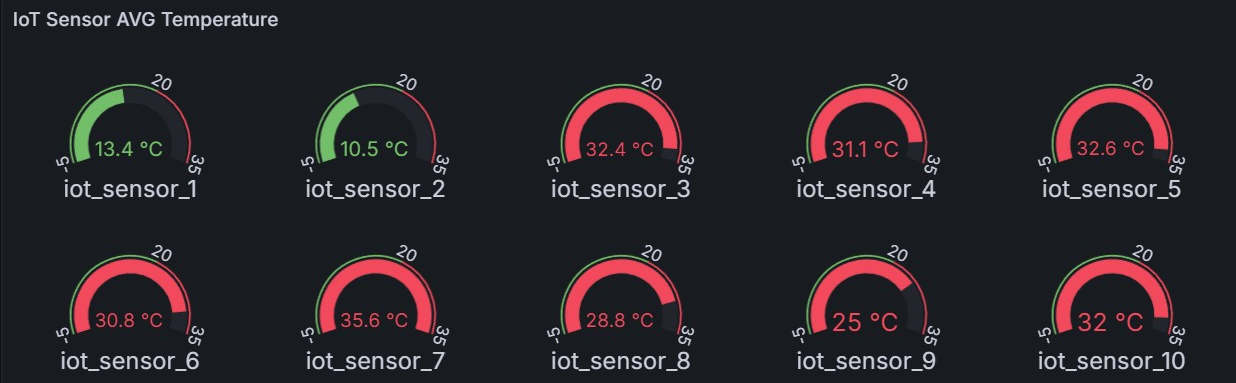 IoT Sensor AVG Temperature
20 20 20 20 20
13.4 °C 10.5 °C 32.4 °C 31.1 °C 32.6 °C
-5 35 -5 35 -5 35 -5 35 -5 35
iot_sensor_1 iot_sensor_2 iot_sensor_3 iot_sensor_4 iot_sensor_5
20 20 20 20 20
30.8 °C 35.6 °C 28.8 °C 25 °C 32 °C
-5 35 -5 35 -5 35 -5 35 -5 35
iot_sensor_6 iot_sensor_7 iot_sensor_8 iot_sensor_9 iot_sensor_10